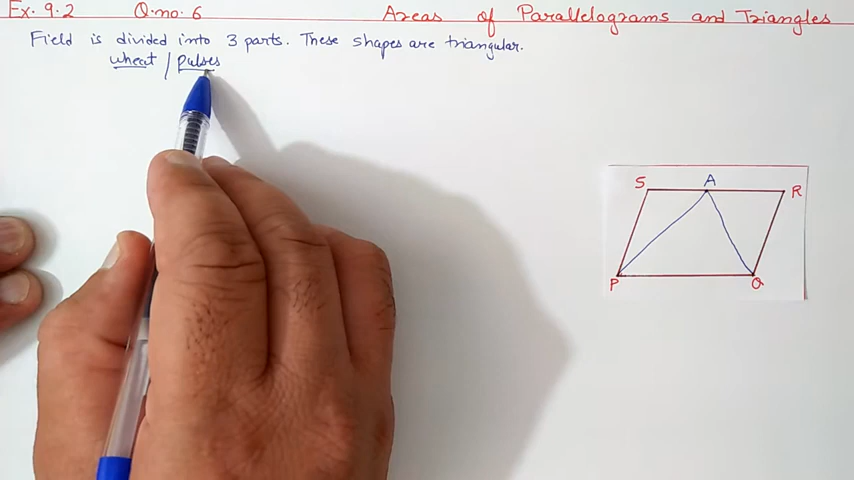 Ex. 9.2 Q.no. 6 Areas of Parallelograms and Triangles
Field is divided into 3 parts. These shapes are triangular.
wheat / pulses
S A R
P Q